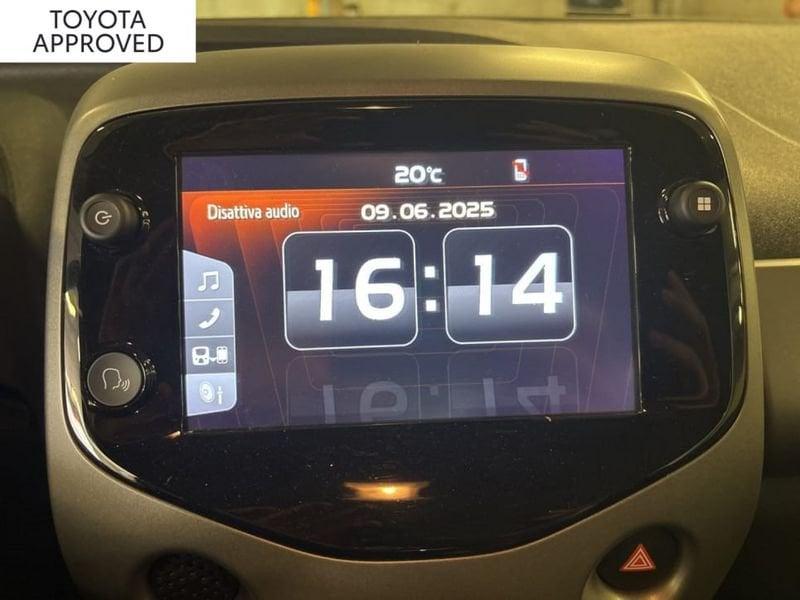 TOYOTA
APPROVED
20°C
Disattiva audio
09.06.2025
16:14